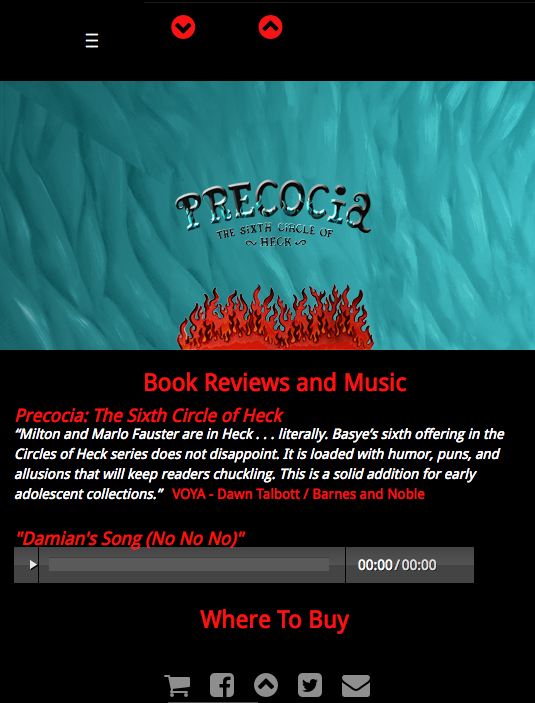 PRECOCia
THE SiXTH CiRCLE OF
HECK
Book Reviews and Music
Precocia: The Sixth Circle of Heck
“Milton and Marlo Fauster are in Heck . . . literally. Basye’s sixth offering in the
Circles of Heck series does not disappoint. It is loaded with humor, puns, and
allusions that will keep readers chuckling. This is a solid addition for early
adolescent collections.” VOYA - Dawn Talbott / Barnes and Noble
"Damian's Song (No No No)"
00:00/00:00
Where To Buy